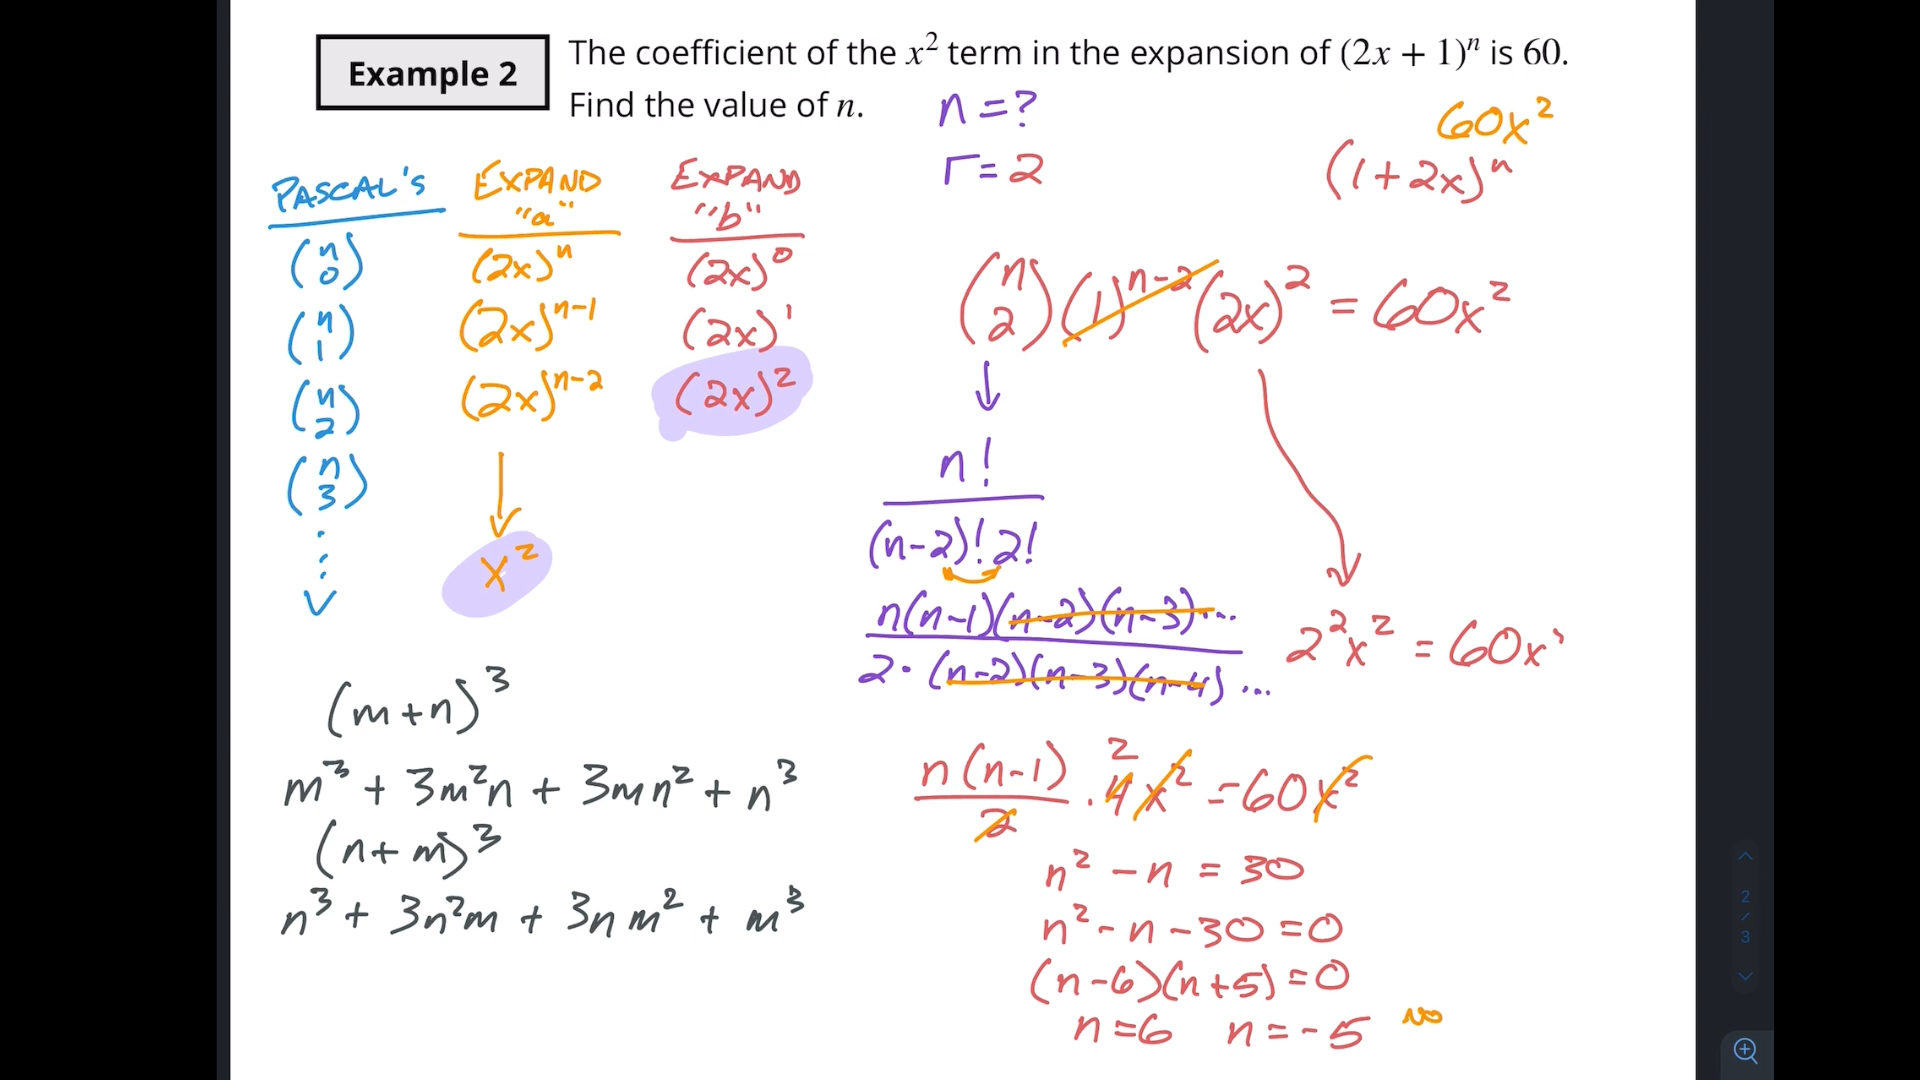 Example 2
The coefficient of the x² term in the expansion of (2x + 1)ⁿ is 60.
Find the value of n.
n = ?
r = 2
60x²
(1+2x)ⁿ
PASCAL'S
(n 0)
(n 1)
(n 2)
(n 3)
⋮
EXPAND
"a"
(2x)ⁿ
(2x)ⁿ⁻¹
(2x)ⁿ⁻²
x²
EXPAND
"b"
(2x)⁰
(2x)¹
(2x)²
(n 2)(1)ⁿ⁻²(2x)² = 60x²
n!
(n-2)!2!
n(n-1)(n-2)(n-3)...
2·(n-2)(n-3)(n-4)...
2²x² = 60x²
n(n-1)/2 · 4x² = 60x²
2
n² - n = 30
n² - n - 30 = 0
(n-6)(n+5) = 0
n = 6 n = -5 NO
(m+n)³
m³ + 3m²n + 3mn² + n³
(n+m)³
n³ + 3n²m + 3nm² + m³
2
/
3